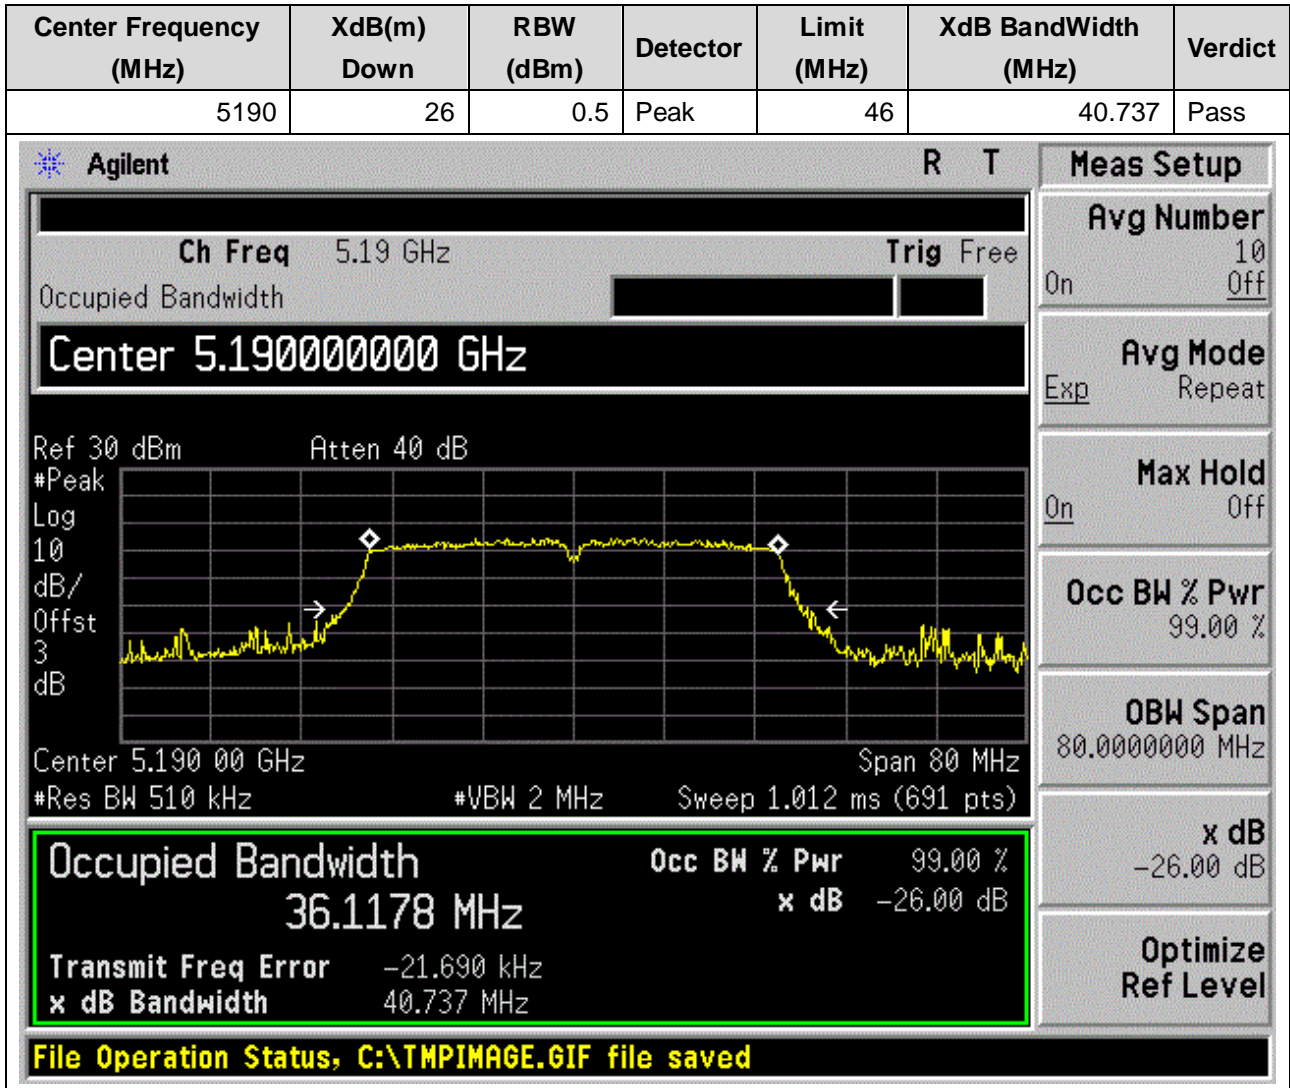 Center Frequency (MHz) XdB(m) Down RBW (dBm) Detector Limit (MHz) XdB BandWidth (MHz) Verdict
5190 26 0.5 Peak 46 40.737 Pass
Agilent R T
Ch Freq 5.19 GHz Trig Free
Occupied Bandwidth
Center 5.190000000 GHz
Ref 30 dBm Atten 40 dB
#Peak
Log
10
dB/
Offst
3
dB
Center 5.190 00 GHz Span 80 MHz
#Res BW 510 kHz #VBW 2 MHz Sweep 1.012 ms (691 pts)
Occupied Bandwidth Occ BW % Pwr 99.00 %
36.1178 MHz x dB -26.00 dB
Transmit Freq Error -21.690 kHz
x dB Bandwidth 40.737 MHz
File Operation Status, C:\TMPIMAGE.GIF file saved
Meas Setup
Avg Number
10
On Off
Avg Mode
Exp Repeat
Max Hold
On Off
Occ BW % Pwr
99.00 %
OBW Span
80.0000000 MHz
x dB
-26.00 dB
Optimize
Ref Level